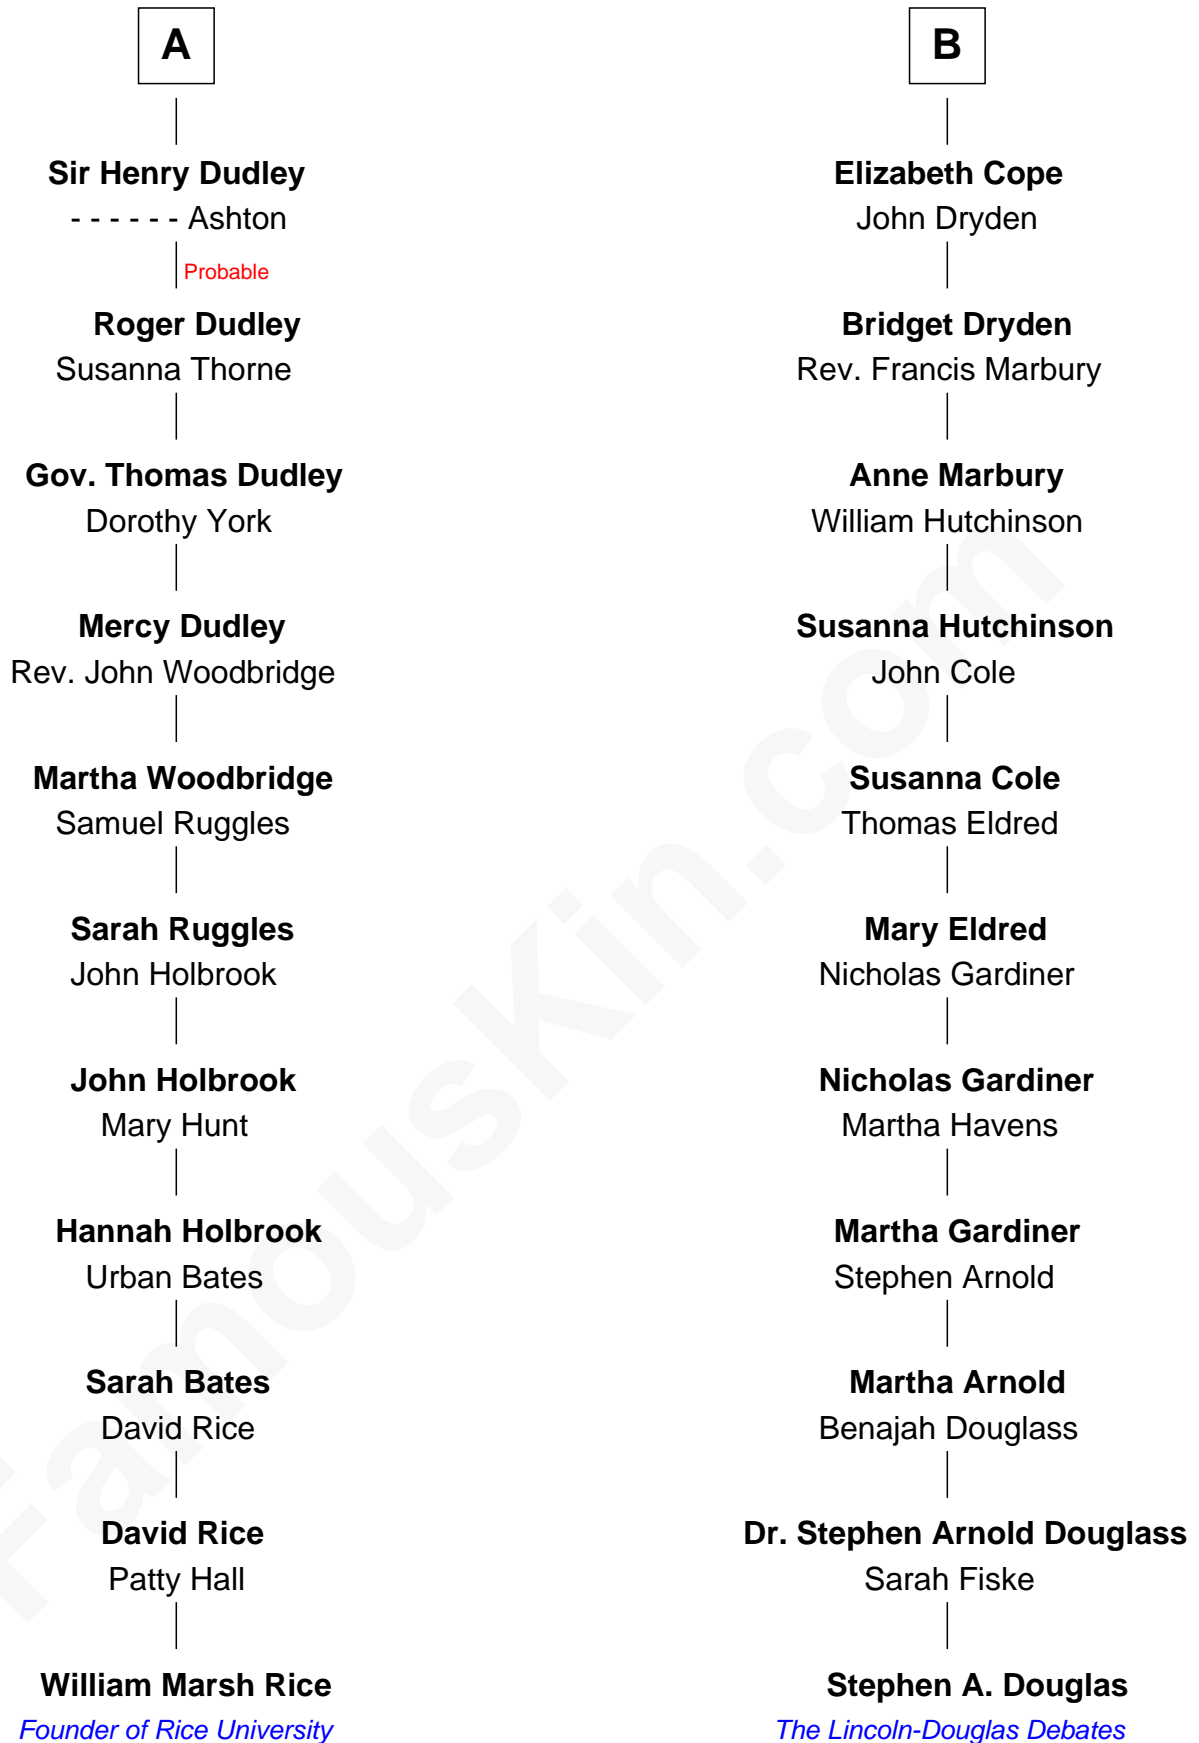 A
Sir Henry Dudley
- - - - - - Ashton
Probable
Roger Dudley
Susanna Thorne
Gov. Thomas Dudley
Dorothy York
Mercy Dudley
Rev. John Woodbridge
Martha Woodbridge
Samuel Ruggles
Sarah Ruggles
John Holbrook
John Holbrook
Mary Hunt
Hannah Holbrook
Urban Bates
Sarah Bates
David Rice
David Rice
Patty Hall
William Marsh Rice
Founder of Rice University
B
Elizabeth Cope
John Dryden
Bridget Dryden
Rev. Francis Marbury
Anne Marbury
William Hutchinson
Susanna Hutchinson
John Cole
Susanna Cole
Thomas Eldred
Mary Eldred
Nicholas Gardiner
Nicholas Gardiner
Martha Havens
Martha Gardiner
Stephen Arnold
Martha Arnold
Benajah Douglass
Dr. Stephen Arnold Douglass
Sarah Fiske
Stephen A. Douglas
The Lincoln-Douglas Debates
FamousKin.com